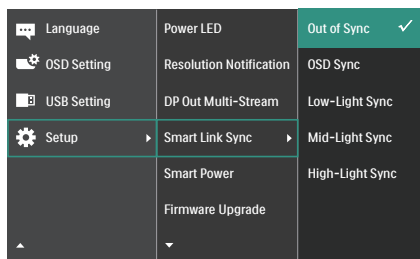 Language
OSD Setting
USB Setting
Setup
Power LED
Resolution Notification
DP Out Multi-Stream
Smart Link Sync
Smart Power
Firmware Upgrade
Out of Sync
OSD Sync
Low-Light Sync
Mid-Light Sync
High-Light Sync